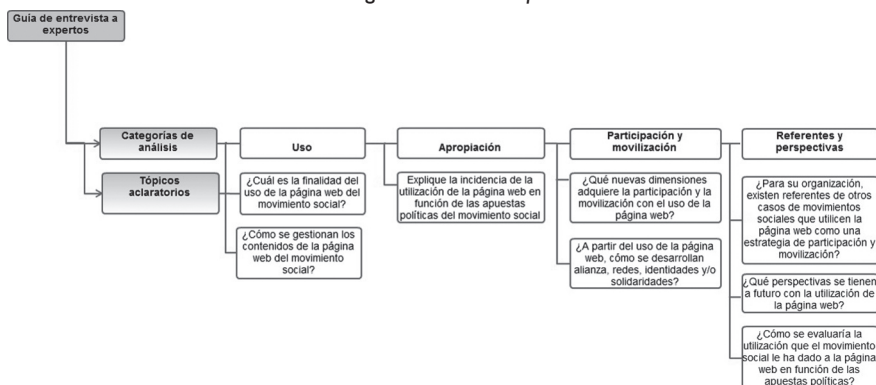 Guía de entrevista a
expertos
Categorías de
análisis
Tópicos
aclaratorios
Uso
¿Cuál es la finalidad del
uso de la página web del
movimiento social?
¿Cómo se gestionan los
contenidos de la página
web del movimiento
social?
Apropiación
Explique la incidencia de la
utilización de la página web en
función de las apuestas
políticas del movimiento social
Participación y
movilización
¿Qué nuevas dimensiones
adquiere la participación y la
movilización con el uso de la
página web?
¿A partir del uso de la página
web, cómo se desarrollan
alianza, redes, identidades y/o
solidaridades?
Referentes y
perspectivas
¿Para su organización,
existen referentes de otros
casos de movimientos
sociales que utilicen la
página web como una
estrategia de participación y
movilización?
¿Qué perspectivas se tienen
a futuro con la utilización de
la página web?
¿Cómo se evaluaría la
utilización que el movimiento
social le ha dado a la página
web en función de las
apuestas políticas?